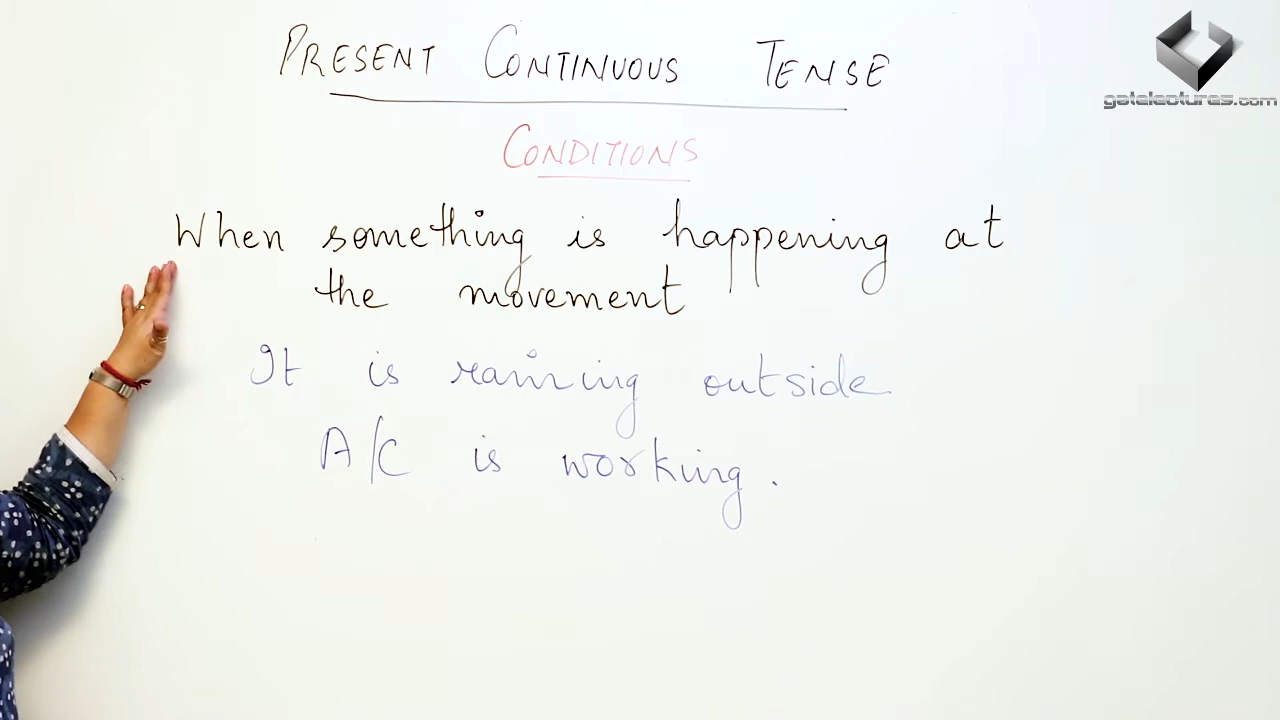 PRESENT CONTINUOUS TENSE
gatelectures.com
CONDITIONS
When something is happening at
the movement
It is raining outside
A/C is working.